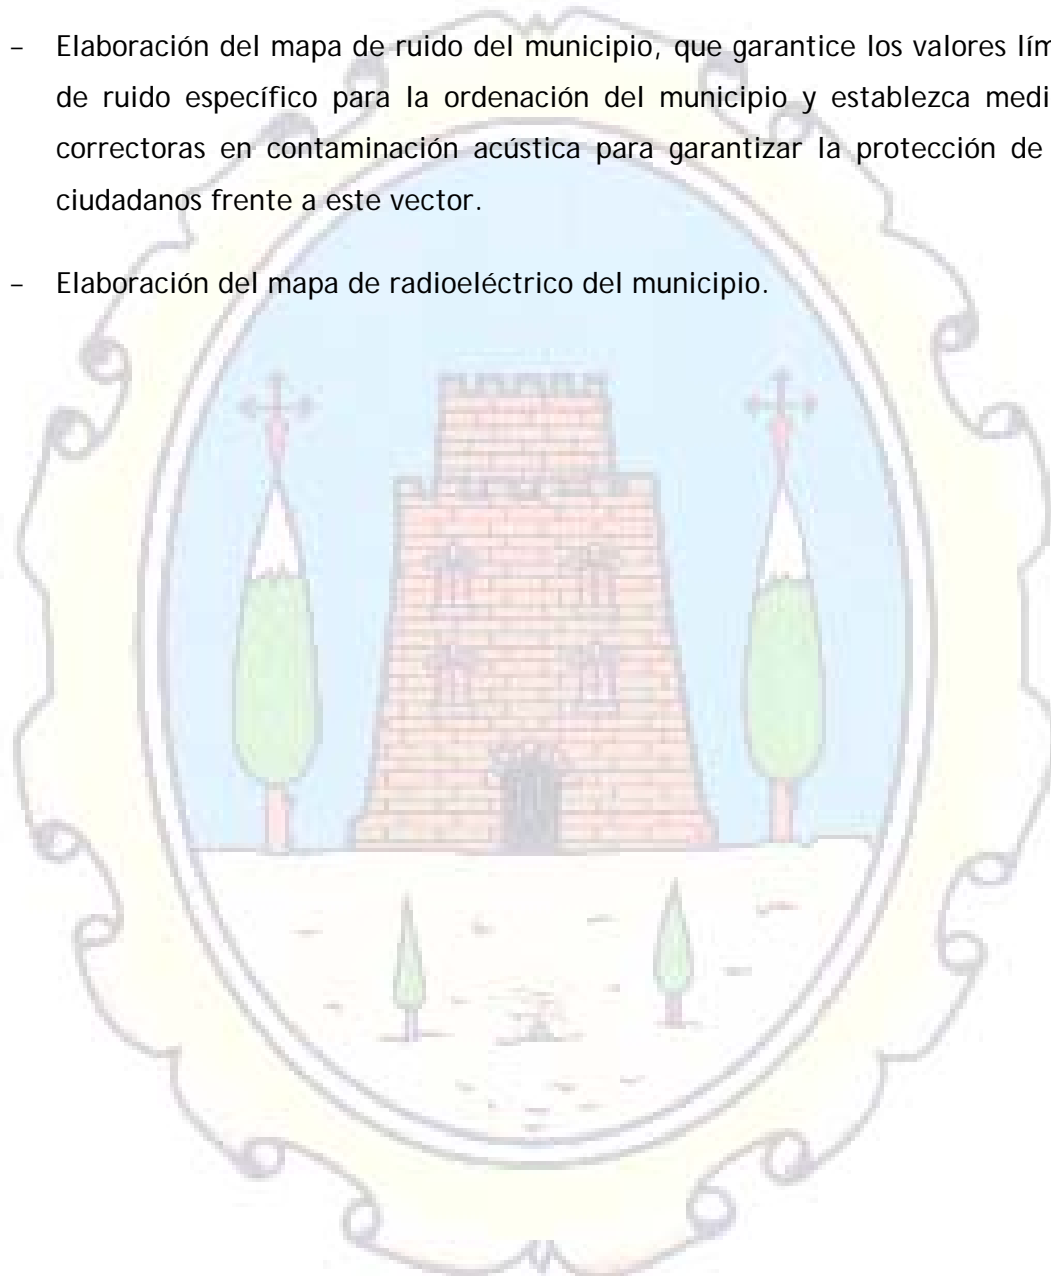 – Elaboración del mapa de ruido del municipio, que garantice los valores lím
de ruido específico para la ordenación del municipio y establezca medi
correctoras en contaminación acústica para garantizar la protección de
ciudadanos frente a este vector.
– Elaboración del mapa de radioeléctrico del municipio.